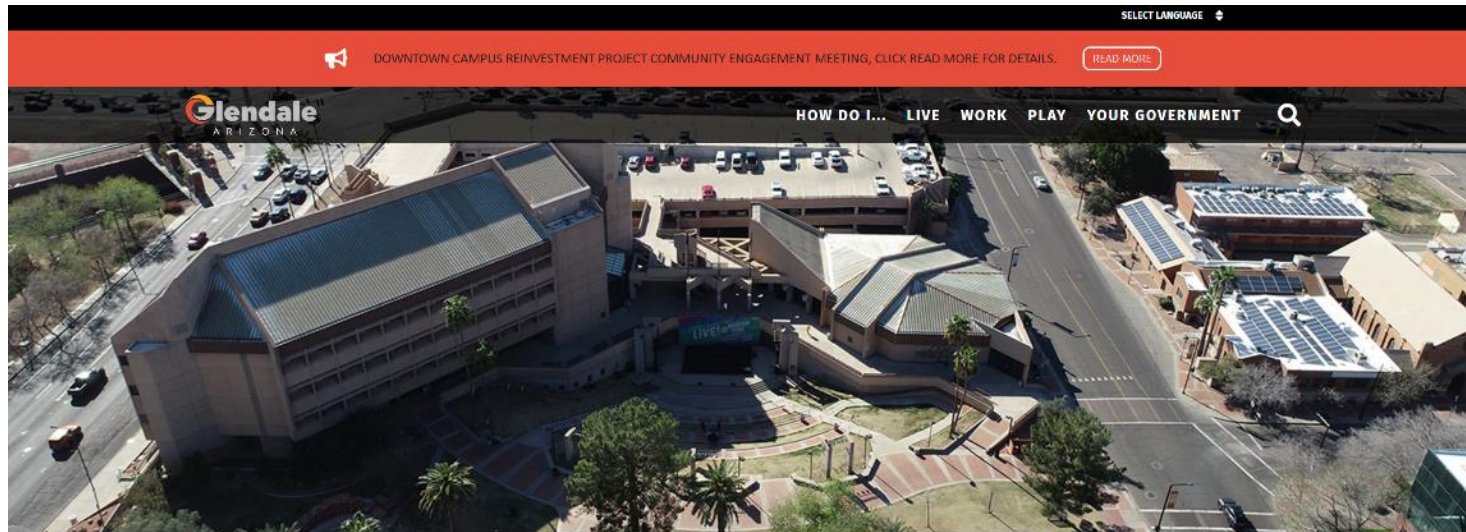 SELECT LANGUAGE
DOWNTOWN CAMPUS REINVESTMENT PROJECT COMMUNITY ENGAGEMENT MEETING, CLICK READ MORE FOR DETAILS. READ MORE
Glendale
ARIZONA
HOW DO I... LIVE WORK PLAY YOUR GOVERNMENT
LIVE!